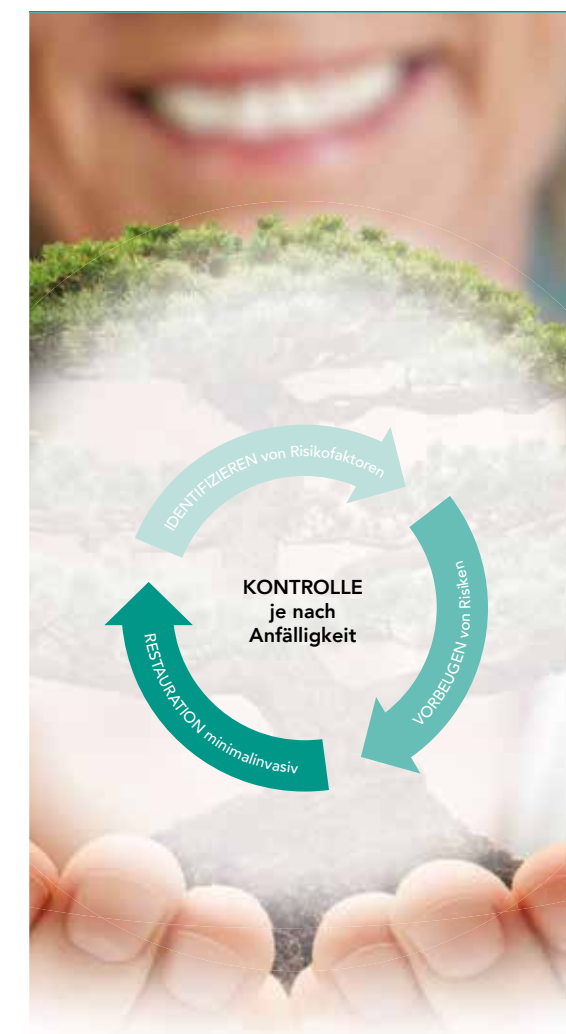 IDENTIFIZIEREN von Risikofaktoren
VORBEUGEN von Risiken
KONTROLLE
je nach
Anfälligkeit
RESTAURATION minimalinvasiv